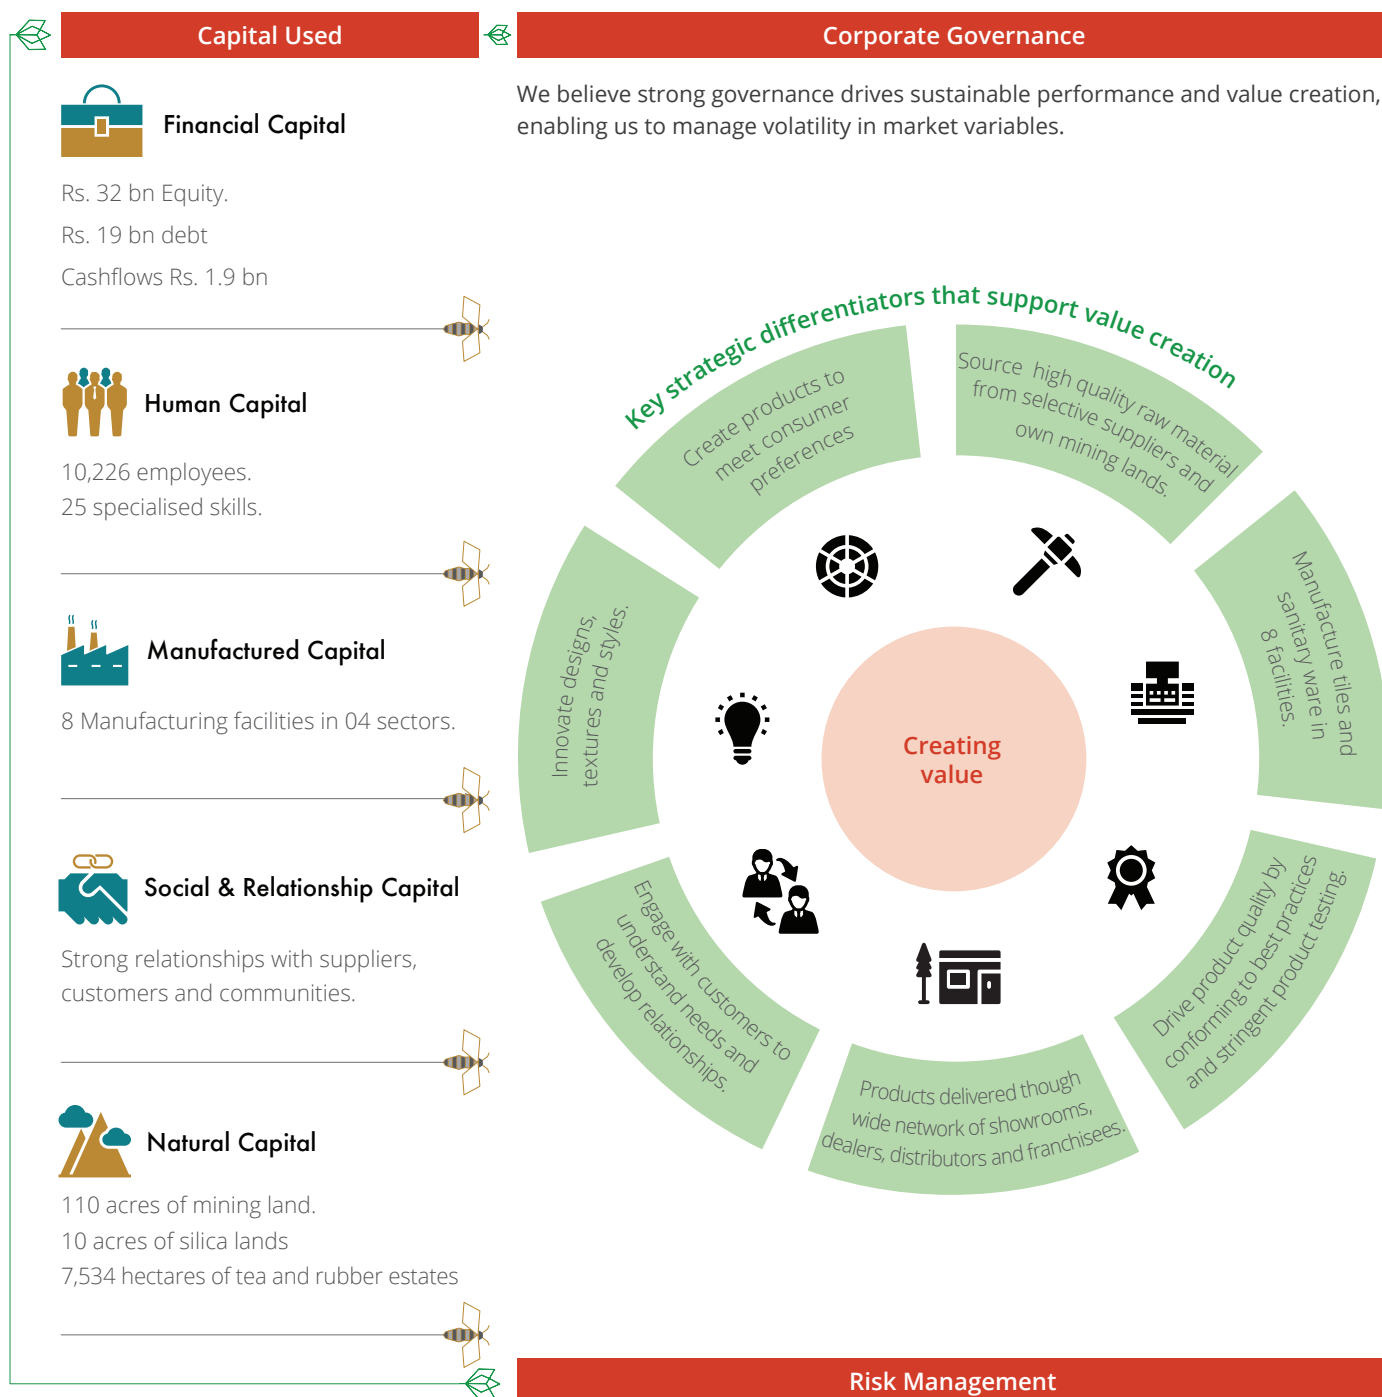 Capital Used
Financial Capital
Rs. 32 bn Equity.
Rs. 19 bn debt
Cashflows Rs. 1.9 bn
Human Capital
10,226 employees.
25 specialised skills.
Manufactured Capital
8 Manufacturing facilities in 04 sectors.
Social & Relationship Capital
Strong relationships with suppliers,
customers and communities.
Natural Capital
110 acres of mining land.
10 acres of silica lands
7,534 hectares of tea and rubber estates
Corporate Governance
We believe strong governance drives sustainable performance and value creation,
enabling us to manage volatility in market variables.
Key strategic differentiators that support value creation
Source  high quality raw material
from selective suppliers and
own mining lands.
Manufacture tiles and
sanitary ware in
8 facilities.
Drive product quality by
conforming to best practices
and stringent product testing.
Products delivered though
wide network of showrooms,
dealers, distributors and franchisees.
Engage with customers to
understand needs and
develop relationships.
Innovate designs,
textures and styles.
Create products to
meet consumer
preferences
Creating
value
Risk Management